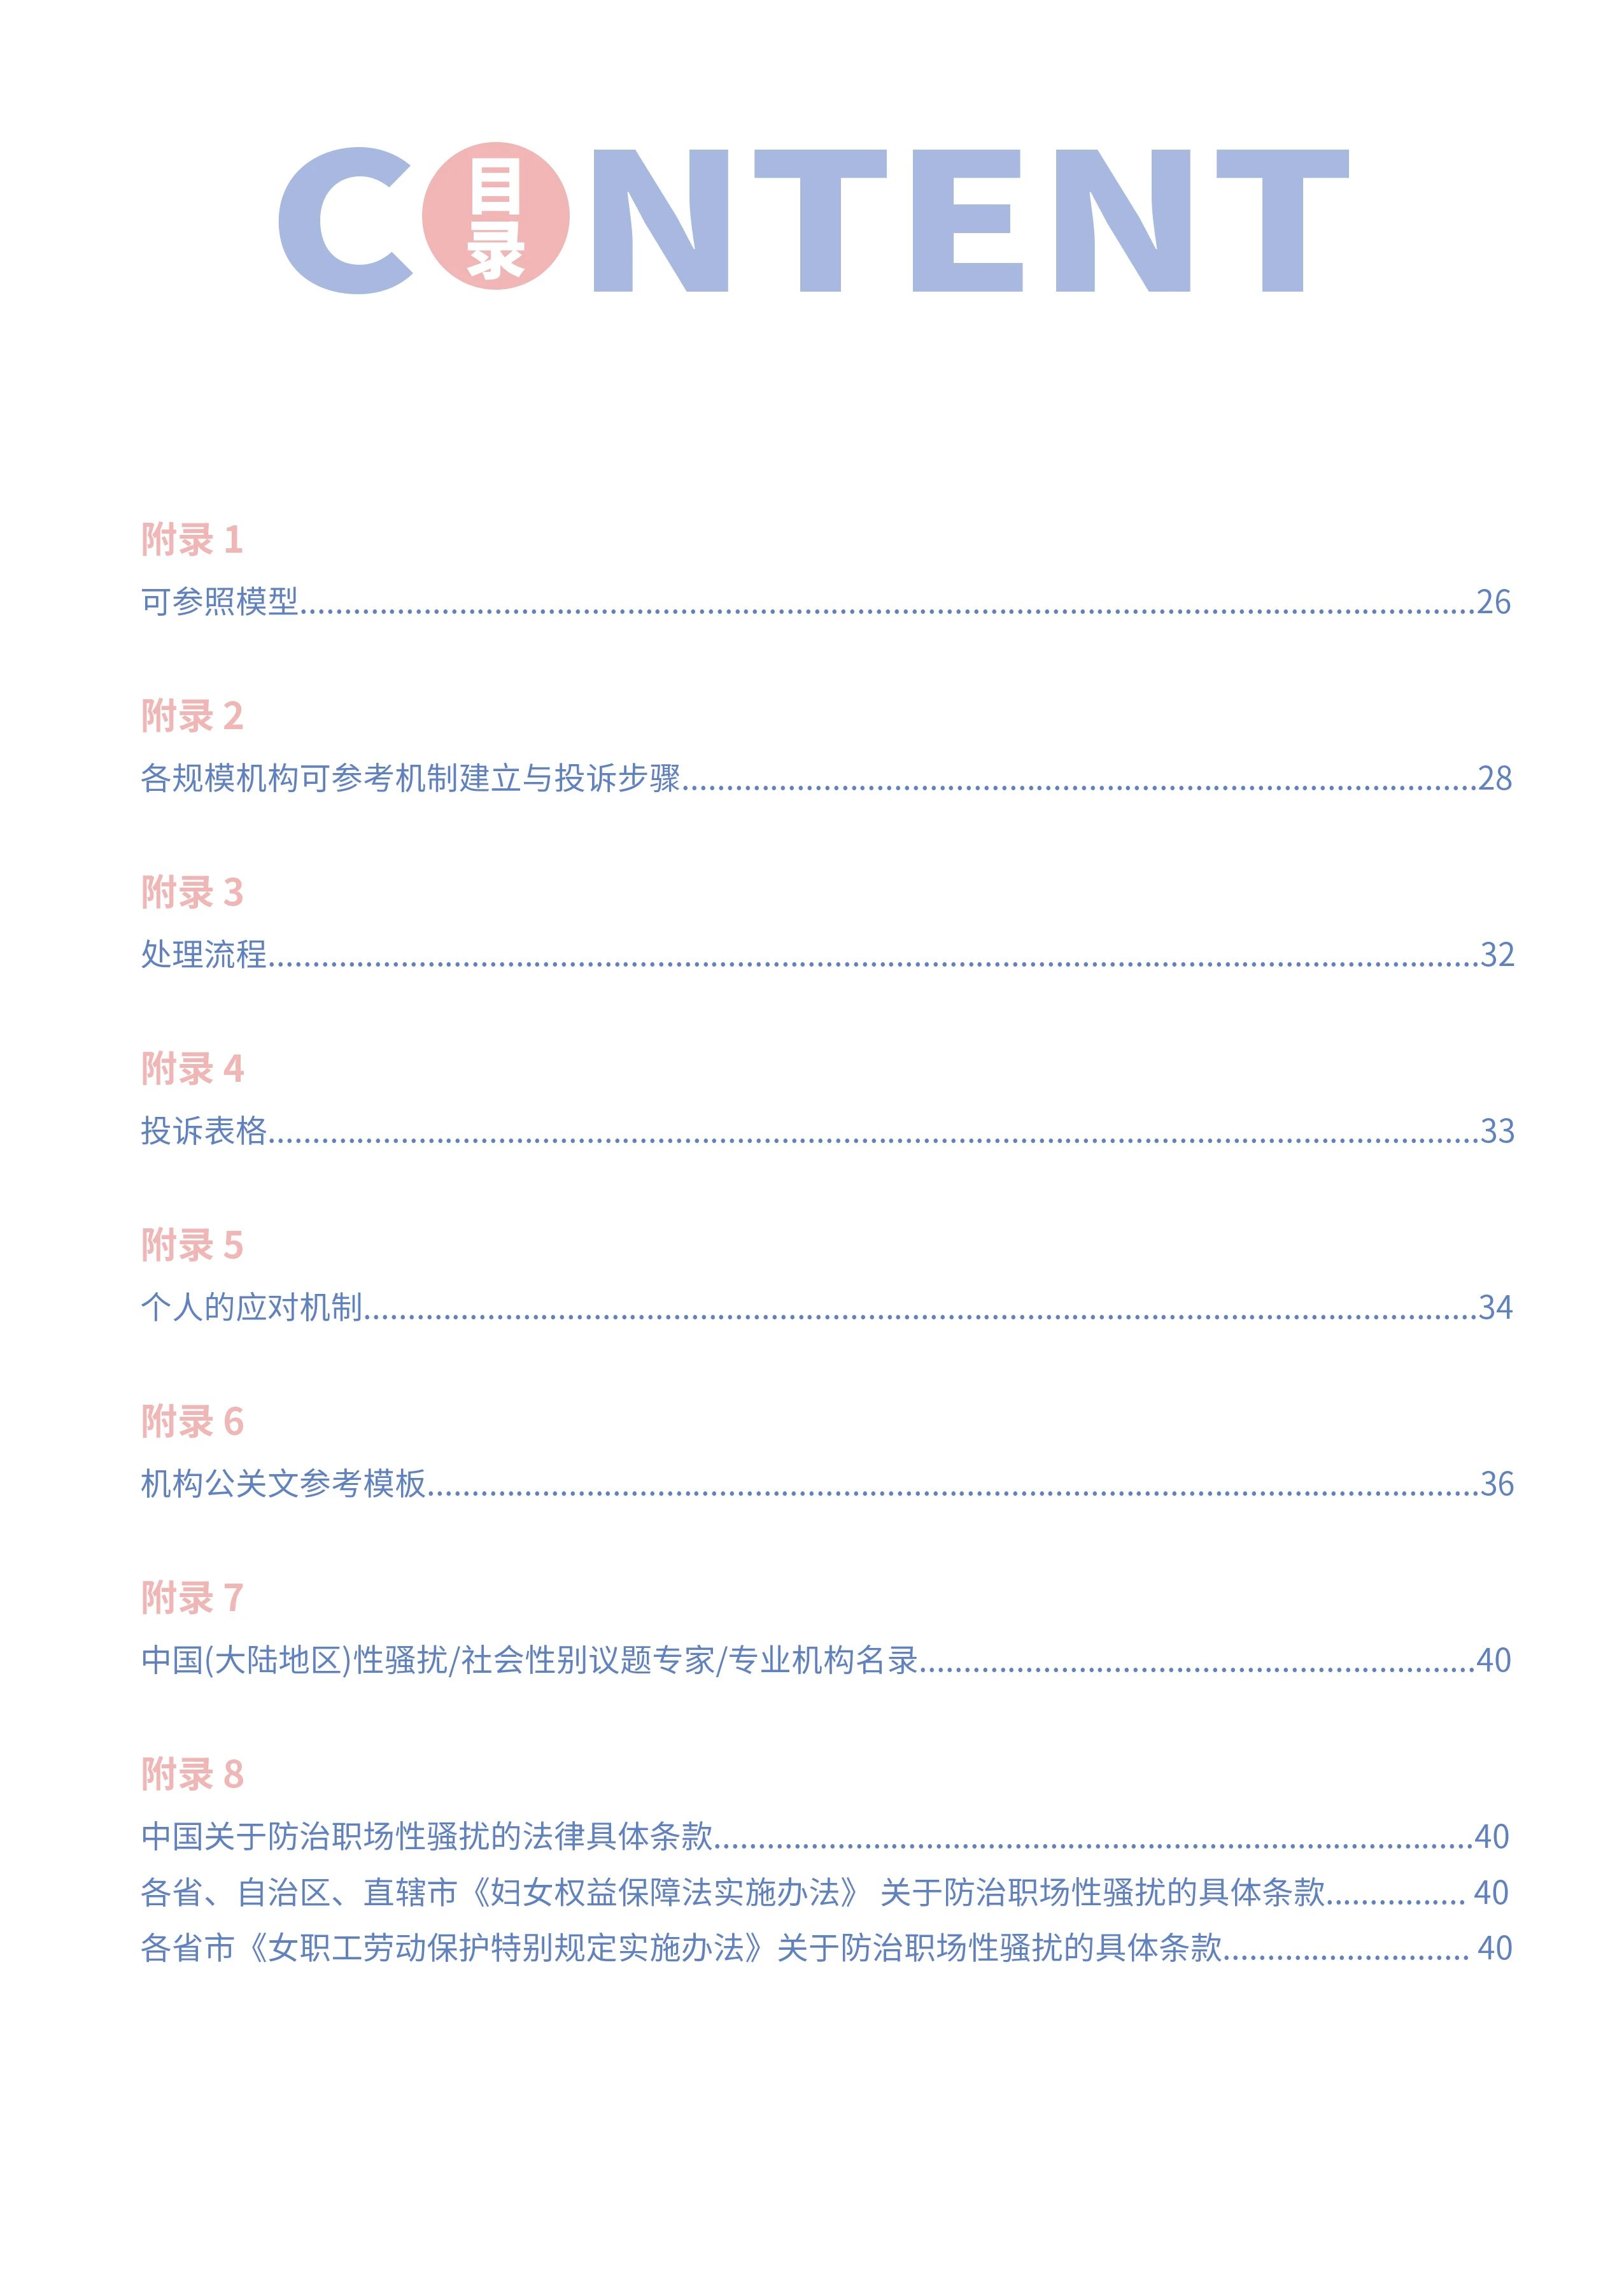 CONTENT
目录
附录 1
可参照模型........................................26
附录 2
各规模机构可参考机制建立与投诉步骤........................................28
附录 3
处理流程........................................32
附录 4
投诉表格........................................33
附录 5
个人的应对机制........................................34
附录 6
机构公关文参考模板........................................36
附录 7
中国(大陆地区)性骚扰/社会性别议题专家/专业机构名录........................................40
附录 8
中国关于防治职场性骚扰的法律具体条款........................................40
各省、自治区、直辖市《妇女权益保障法实施办法》 关于防治职场性骚扰的具体条款................ 40
各省市《女职工劳动保护特别规定实施办法》关于防治职场性骚扰的具体条款............................ 40